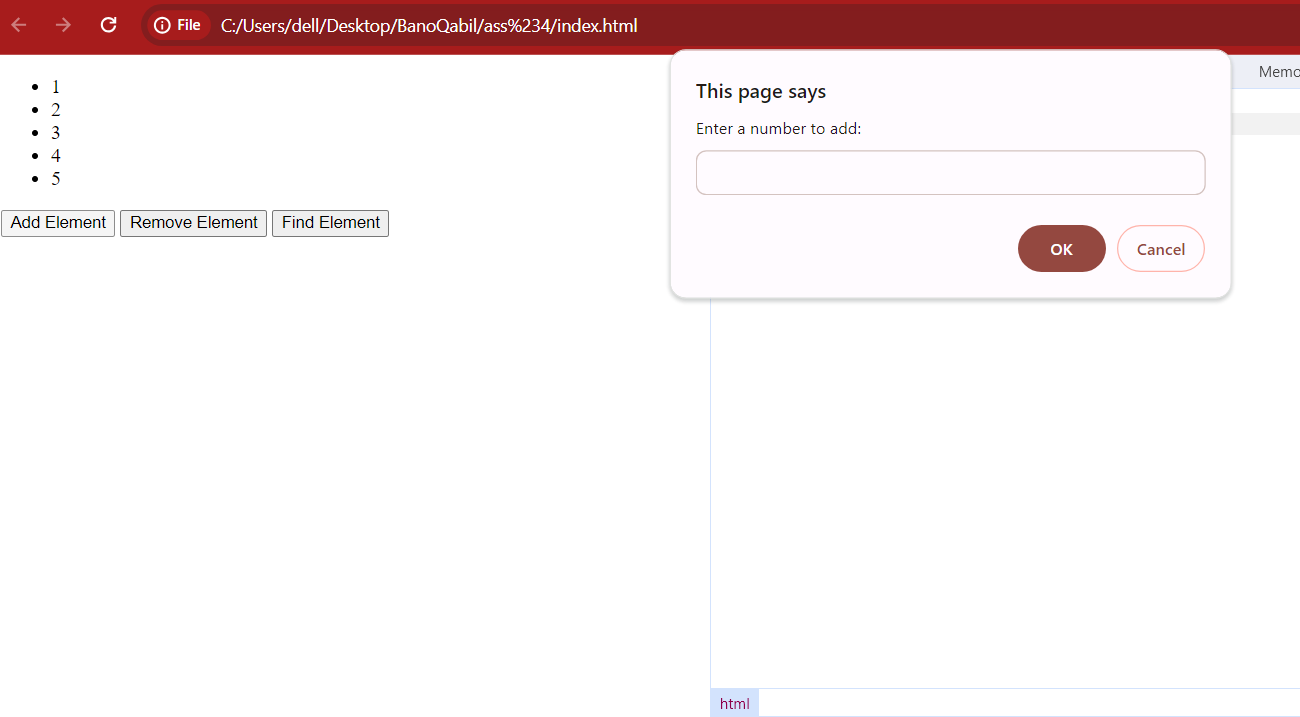 File C:/Users/dell/Desktop/BanoQabil/ass%234/index.html
Memo
This page says
Enter a number to add:
OK Cancel
1
2
3
4
5
Add Element Remove Element Find Element
html